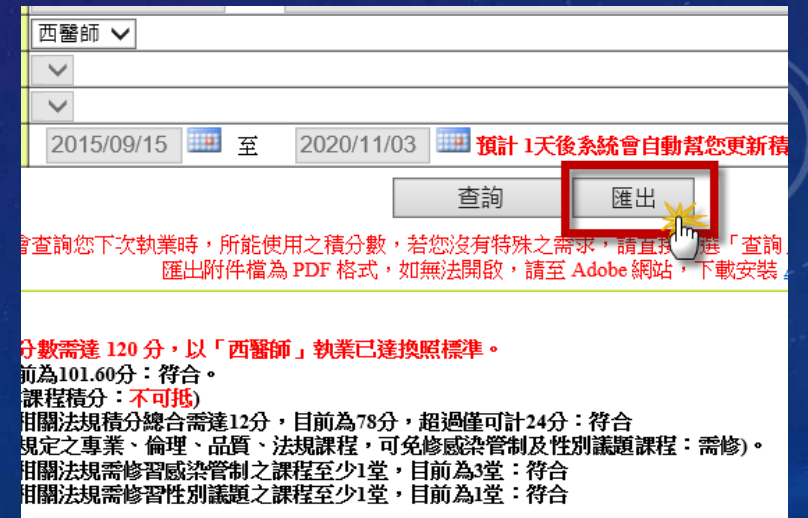 西醫師
2015/09/15 至 2020/11/03 預計 1天後系統會自動幫您更新積
查詢 匯出
會查詢您下次執業時，所能使用之積分數，若您沒有特殊之需求，請直接 選「查詢」
匯出附件檔為 PDF 格式，如無法開啟，請至 Adobe 網站，下載安裝
分數需達 120 分，以「西醫師」執業已達換照標準。
前為101.60分：符合。
課程積分：不可抵)
相關法規積分總合需達12分，目前為78分，超過僅可計24分：符合
規定之專業、倫理、品質、法規課程，可免修感染管制及性別議題課程：需修)。
相關法規需修習感染管制之課程至少1堂，目前為3堂：符合
相關法規需修習性別議題之課程至少1堂，目前為1堂：符合